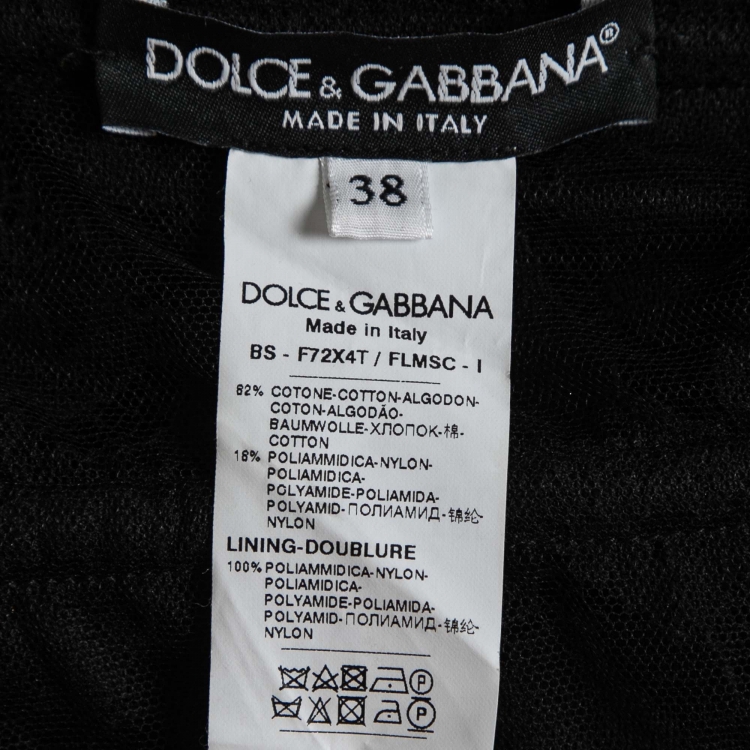 DOLCE & GABBANA®
MADE IN ITALY
38
DOLCE & GABBANA
Made in Italy
BS - F72X4T / FLMSC - I
82% COTONE-COTTON-ALGODON-
COTON-ALGODÃO-
BAUMWOLLE-ХЛОПОК-棉-
COTTON
18% POLIAMMIDICA-NYLON-
POLIAMIDICA-
POLYAMIDE-POLIAMIDA-
POLYAMID-ПОЛИАМИД-锦纶-
NYLON
LINING-DOUBLURE
100% POLIAMMIDICA-NYLON-
POLIAMIDICA-
POLYAMIDE-POLIAMIDA-
POLYAMID-ПОЛИАМИД-锦纶-
NYLON
P
P